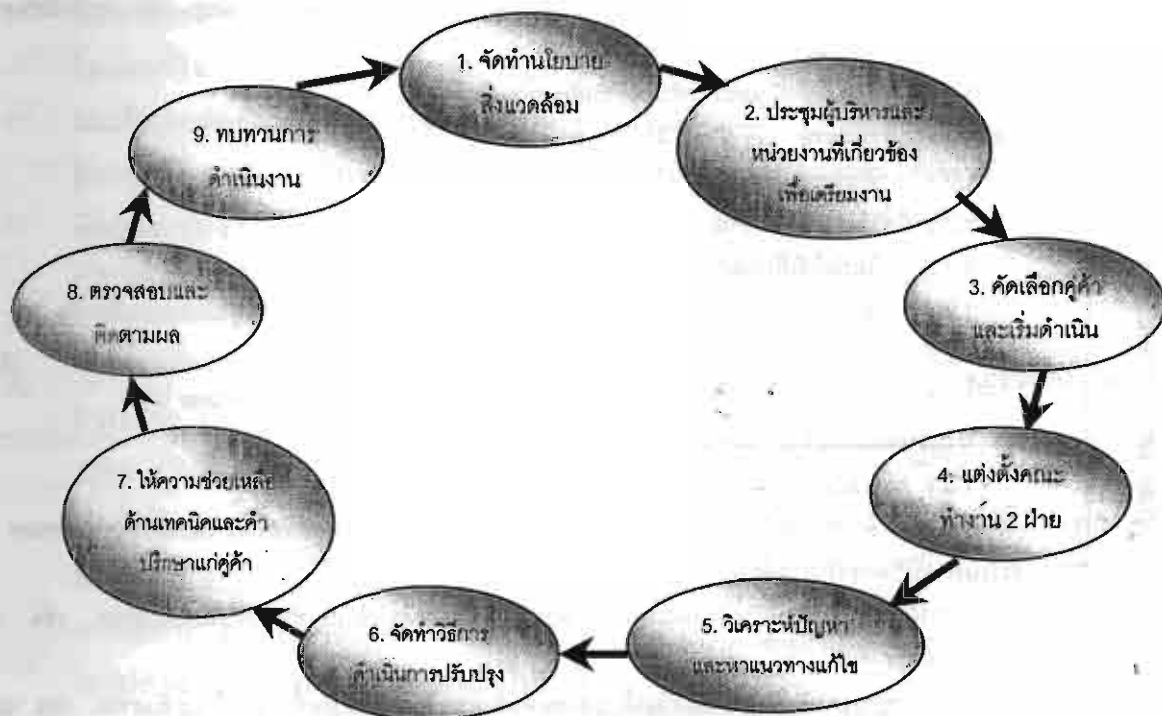 1. จัดทำนโยบาย
สิ่งแวดล้อม
2. ประชุมผู้บริหารและ
หน่วยงานที่เกี่ยวข้อง
เพื่อเตรียมงาน
3. คัดเลือกคู่ค้า
และเริ่มดำเนิน
4. แต่งตั้งคณะ
ทำงาน 2 ฝ่าย
5. วิเคราะห์ปัญหา
และหาแนวทางแก้ไข
6. จัดทำวิธีการ
ดำเนินการปรับปรุง
7. ให้ความช่วยเหลือ
ด้านเทคนิคและคำ
ปรึกษาแก่คู่ค้า
8. ตรวจสอบและ
ติดตามผล
9. ทบทวนการ
ดำเนินงาน